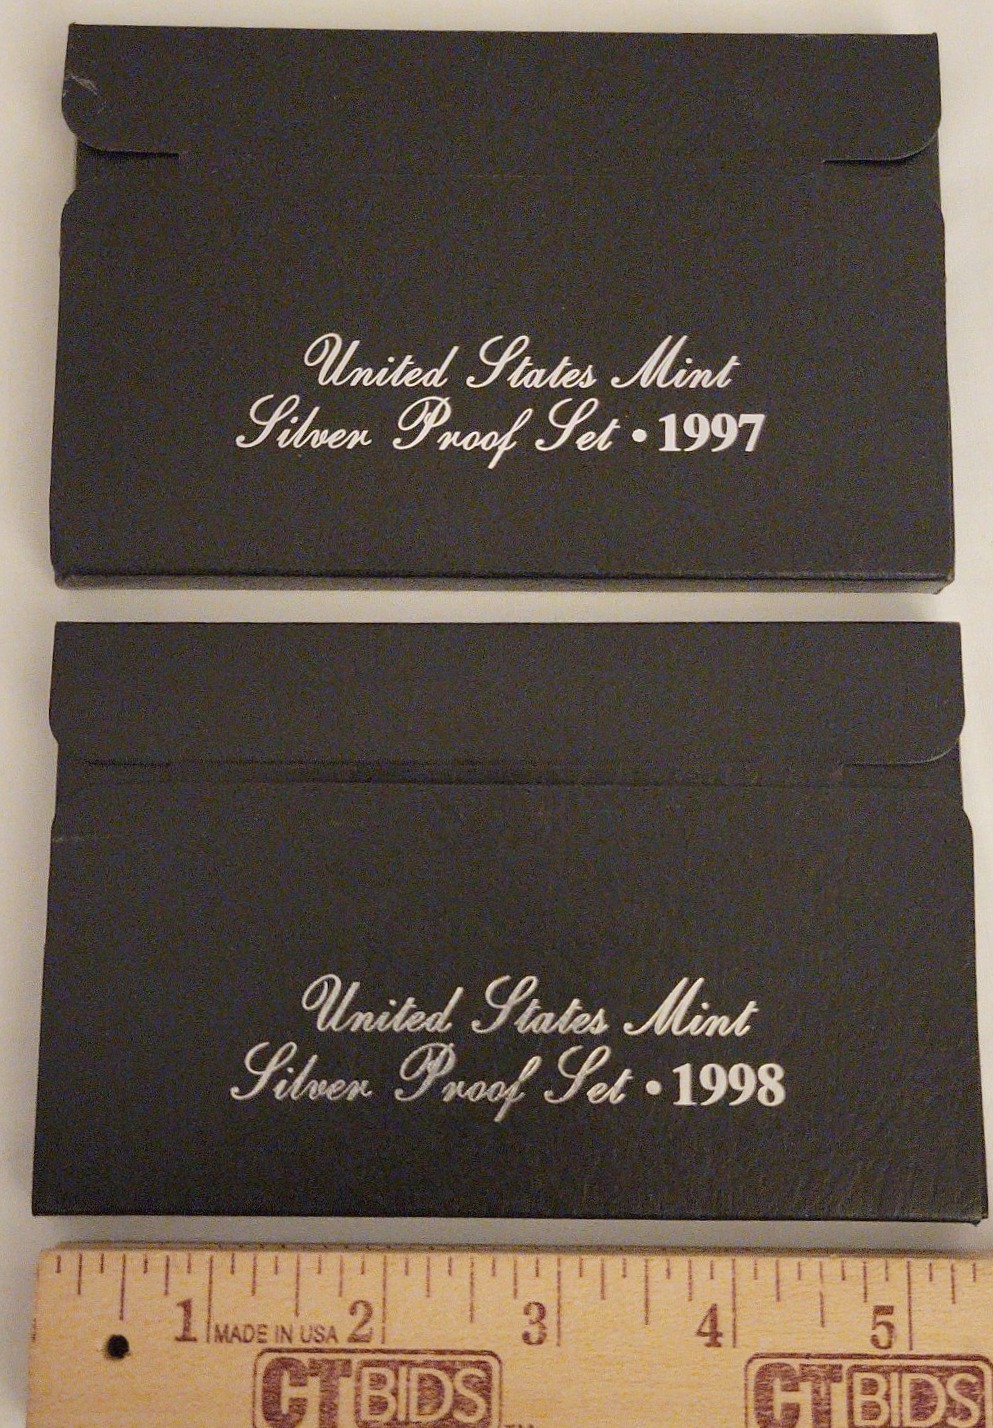 United States Mint
Silver Proof Set • 1997
United States Mint
Silver Proof Set • 1998
1 MADE IN USA 2 3 4 5
CTBIDS™ CTBIDS